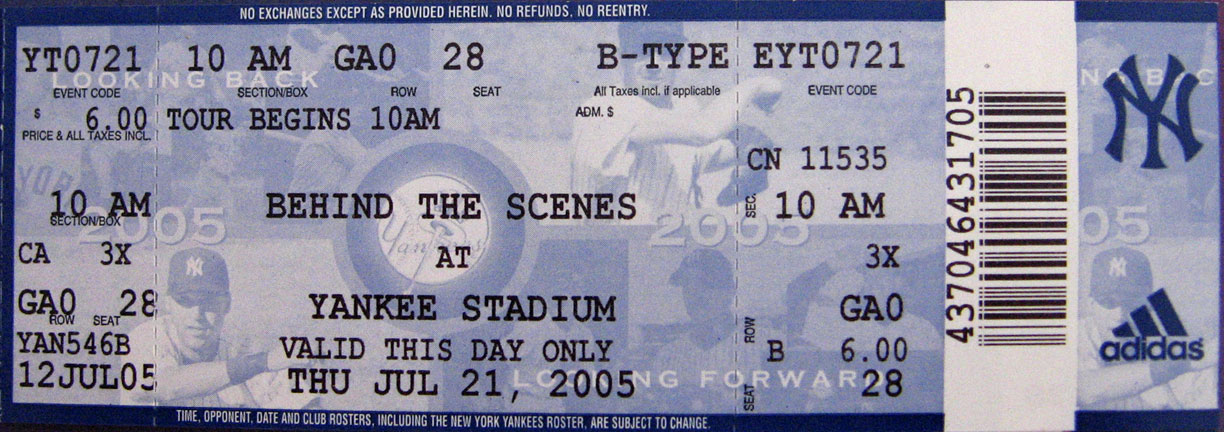 NO EXCHANGES EXCEPT AS PROVIDED HEREIN. NO REFUNDS, NO REENTRY.
YT0721 10 AM GA0 28 B-TYPE EYT0721
LOOKING BACK
EVENT CODE SECTION/BOX ROW SEAT All Taxes incl. if applicable EVENT CODE
$ 6.00 TOUR BEGINS 10AM ADM. $
PRICE & ALL TAXES INCL.
CN 11535
10 AM BEHIND THE SCENES SEC. 10 AM
SECTION/BOX
2005 2005 05
CA 3X AT 3X
Yankees
GA0 28 YANKEE STADIUM GA0
ROW SEAT ROW
YAN546B VALID THIS DAY ONLY B 6.00
12JUL05 THU JUL 21, 2005 SEAT 28
LOOKING FORWAR
TIME, OPPONENT, DATE AND CLUB ROSTERS, INCLUDING THE NEW YORK YANKEES ROSTER, ARE SUBJECT TO CHANGE.
4370464431705
NY
adidas